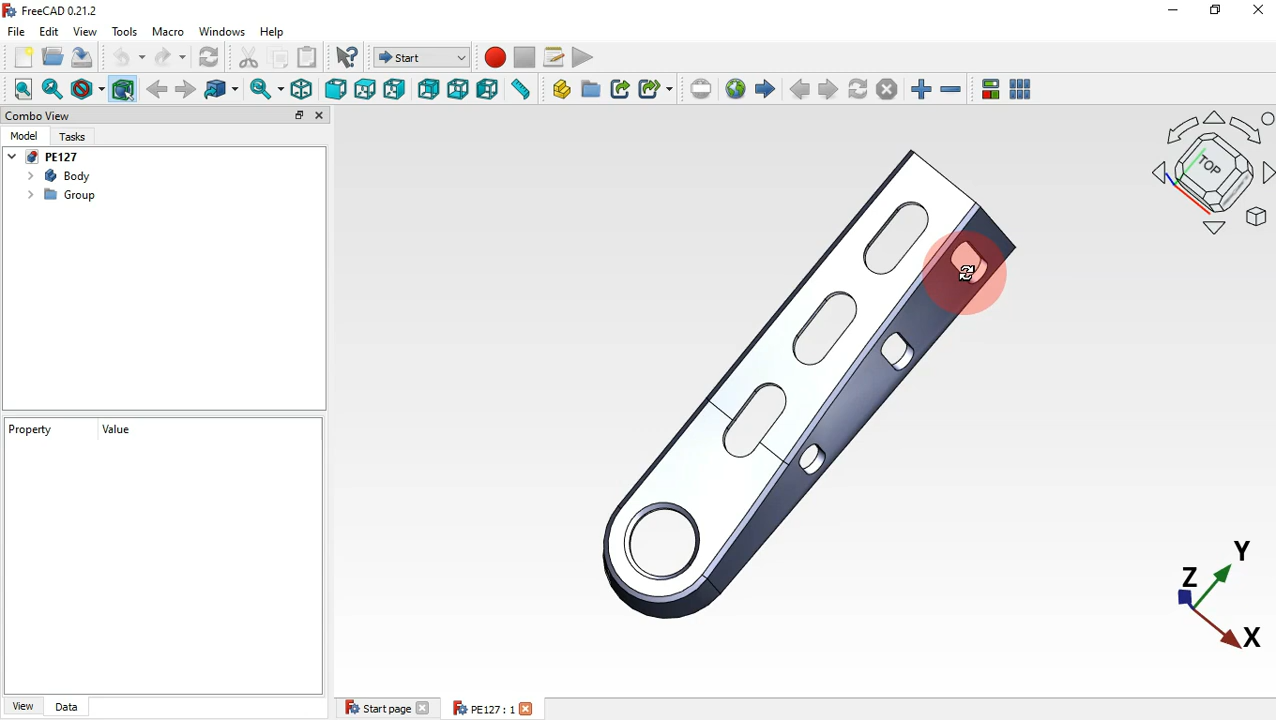 FreeCAD 0.21.2
File Edit View Tools Macro Windows Help
Start
Combo View
Model Tasks
PE127
Body
Group
TOP
Property Value
Z Y X
View Data
Start page PE127 : 1